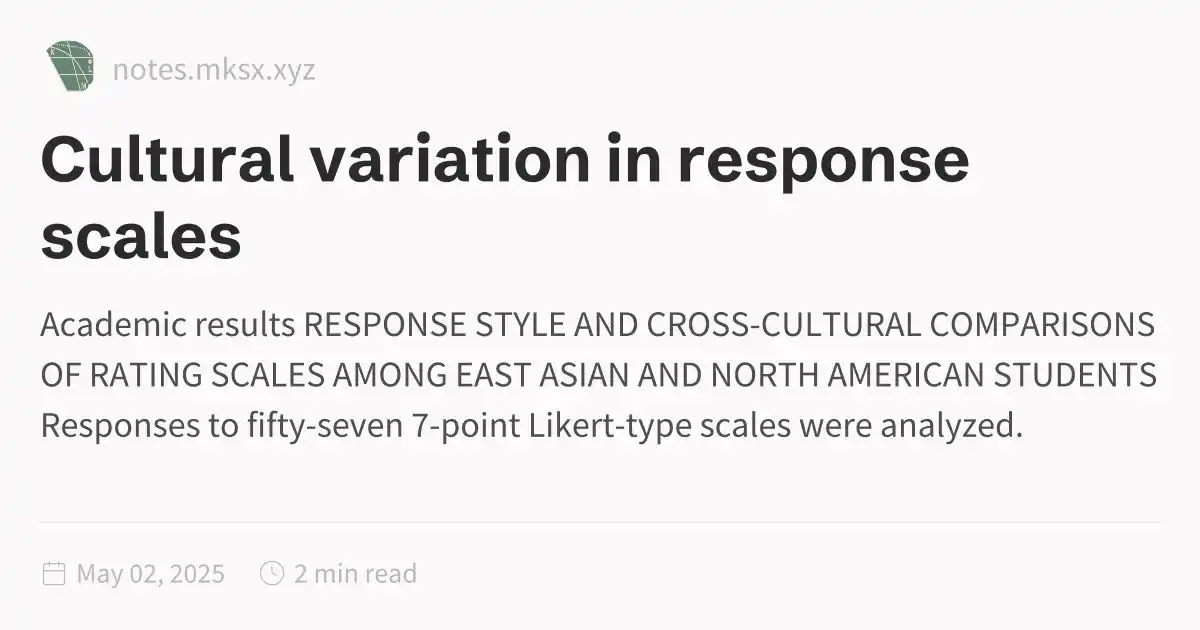 notes.mksx.xyz
Cultural variation in response
scales
Academic results RESPONSE STYLE AND CROSS-CULTURAL COMPARISONS
OF RATING SCALES AMONG EAST ASIAN AND NORTH AMERICAN STUDENTS
Responses to fifty-seven 7-point Likert-type scales were analyzed.
May 02, 2025 2 min read